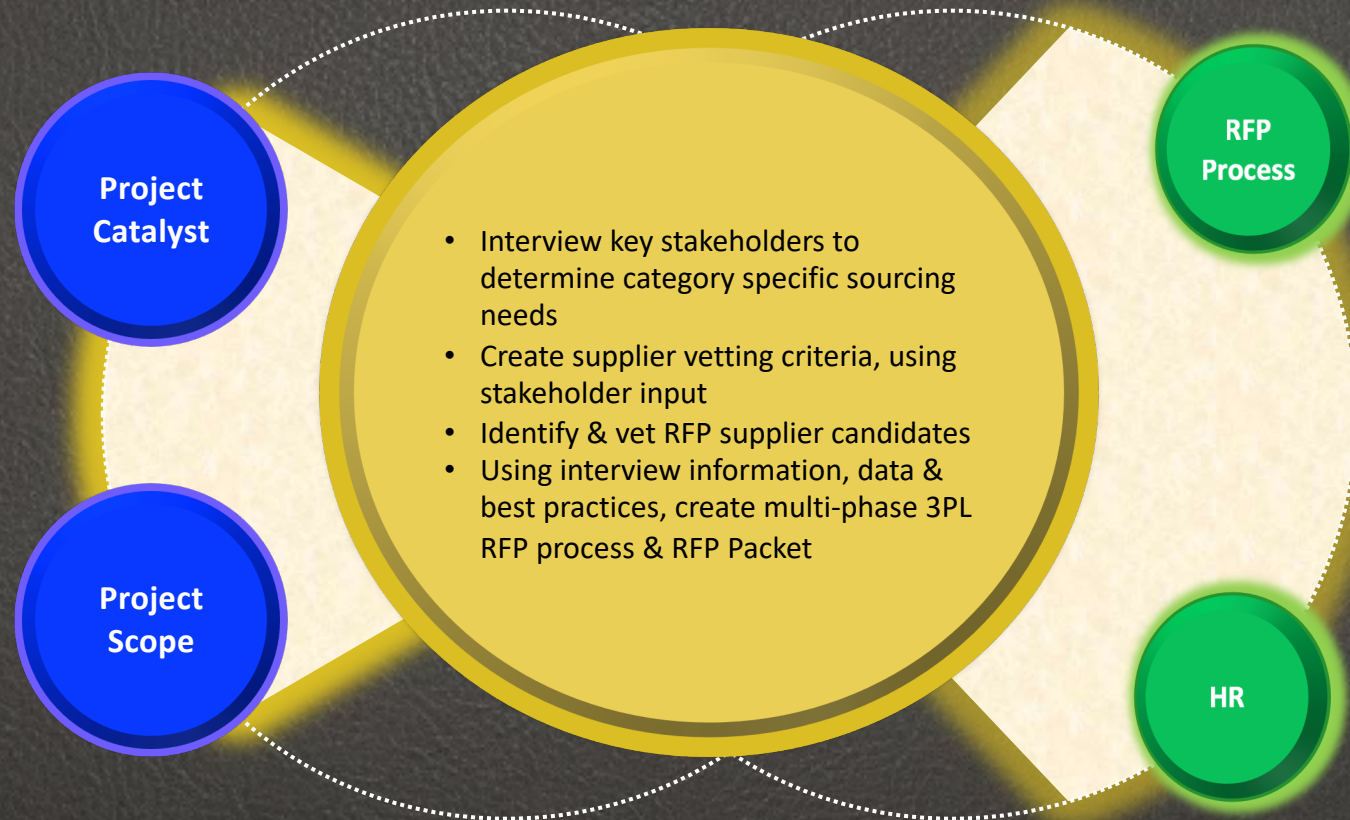 Project
Catalyst
Project
Scope
• Interview key stakeholders to
determine category specific sourcing
needs
• Create supplier vetting criteria, using
stakeholder input
• Identify & vet RFP supplier candidates
• Using interview information, data &
best practices, create multi-phase 3PL
RFP process & RFP Packet
RFP
Process
HR